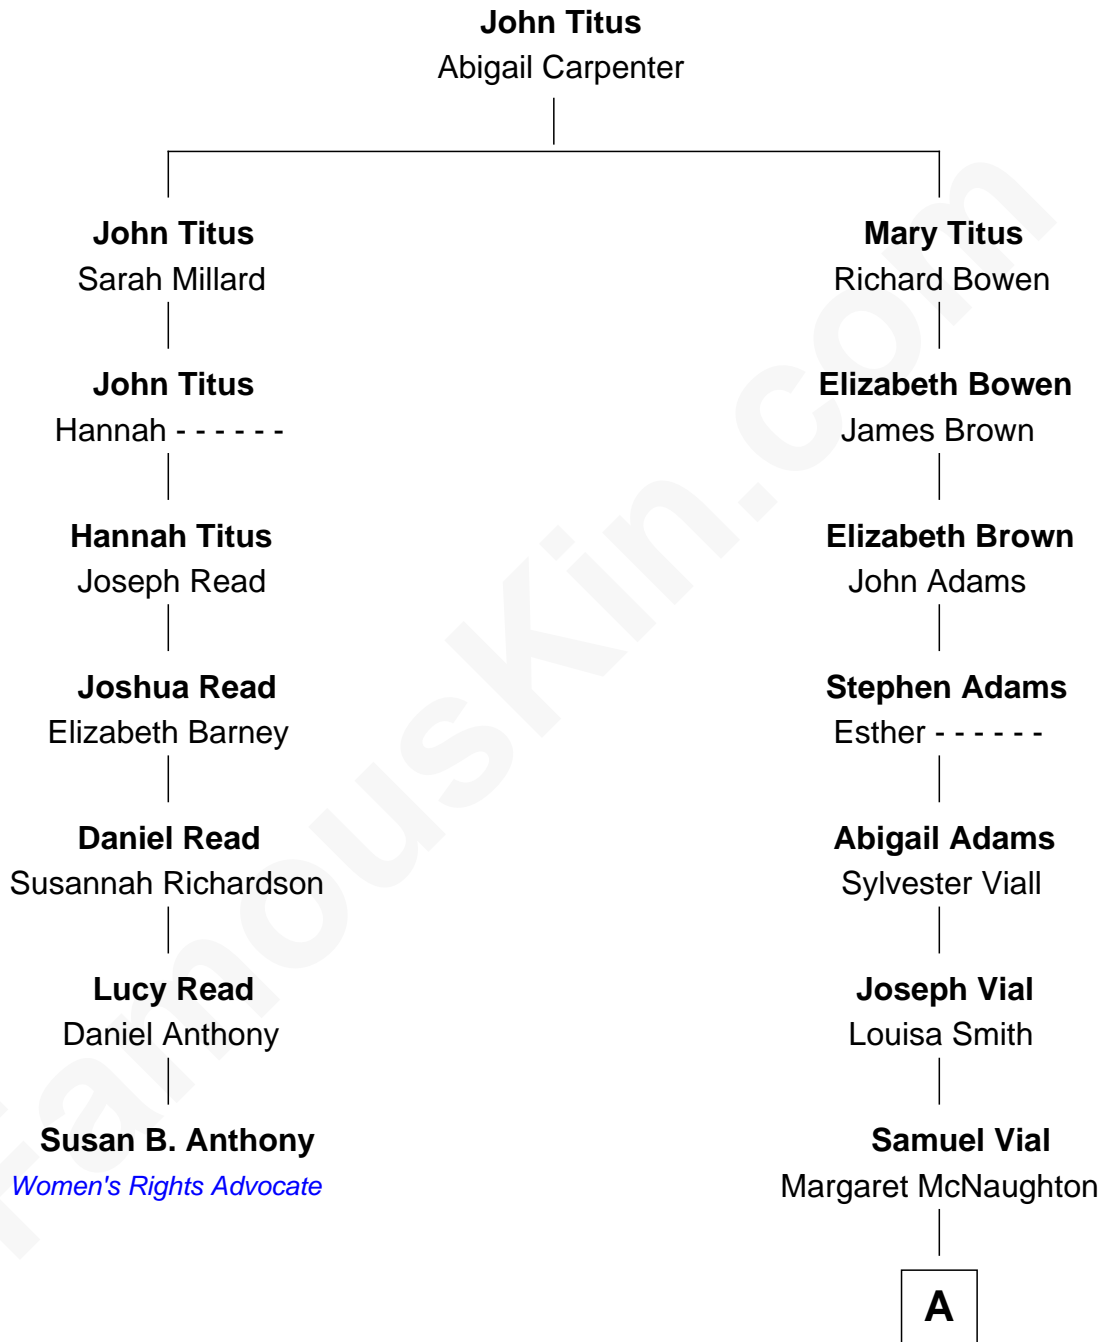 John Titus
Abigail Carpenter
John Titus
Sarah Millard
Mary Titus
Richard Bowen
John Titus
Hannah - - - - - -
Elizabeth Bowen
James Brown
Hannah Titus
Joseph Read
Elizabeth Brown
John Adams
Joshua Read
Elizabeth Barney
Stephen Adams
Esther - - - - - -
Daniel Read
Susannah Richardson
Abigail Adams
Sylvester Viall
Lucy Read
Daniel Anthony
Joseph Vial
Louisa Smith
Susan B. Anthony
Women's Rights Advocate
Samuel Vial
Margaret McNaughton
A
FamousKin.com